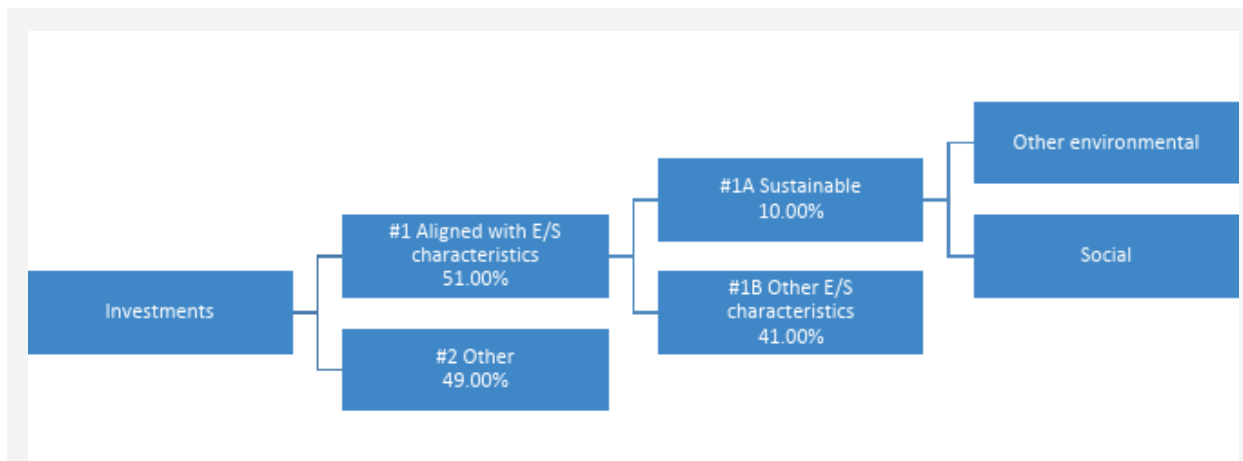 Investments
#1 Aligned with E/S
characteristics
51.00%
#2 Other
49.00%
#1A Sustainable
10.00%
#1B Other E/S
characteristics
41.00%
Other environmental
Social